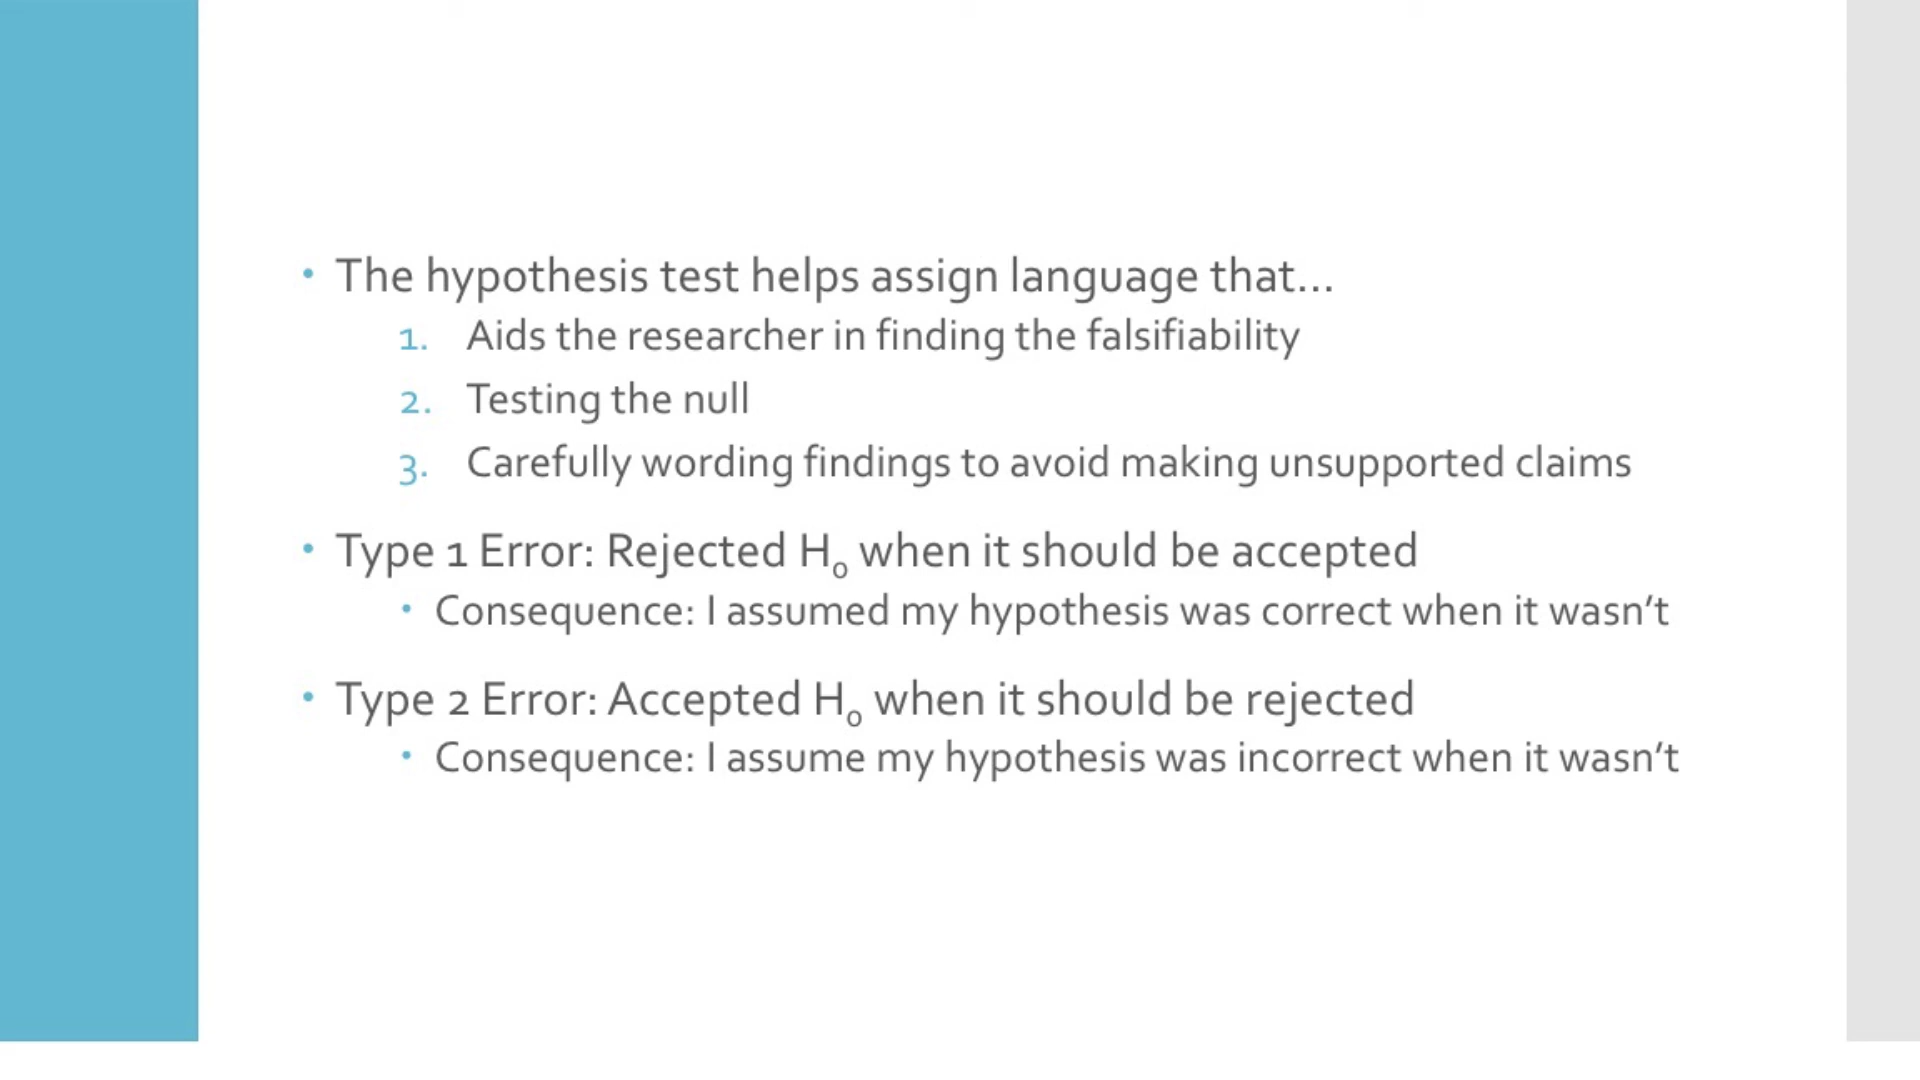 • The hypothesis test helps assign language that...
1. Aids the researcher in finding the falsifiability
2. Testing the null
3. Carefully wording findings to avoid making unsupported claims
• Type 1 Error: Rejected H₀ when it should be accepted
• Consequence: I assumed my hypothesis was correct when it wasn’t
• Type 2 Error: Accepted H₀ when it should be rejected
• Consequence: I assume my hypothesis was incorrect when it wasn’t